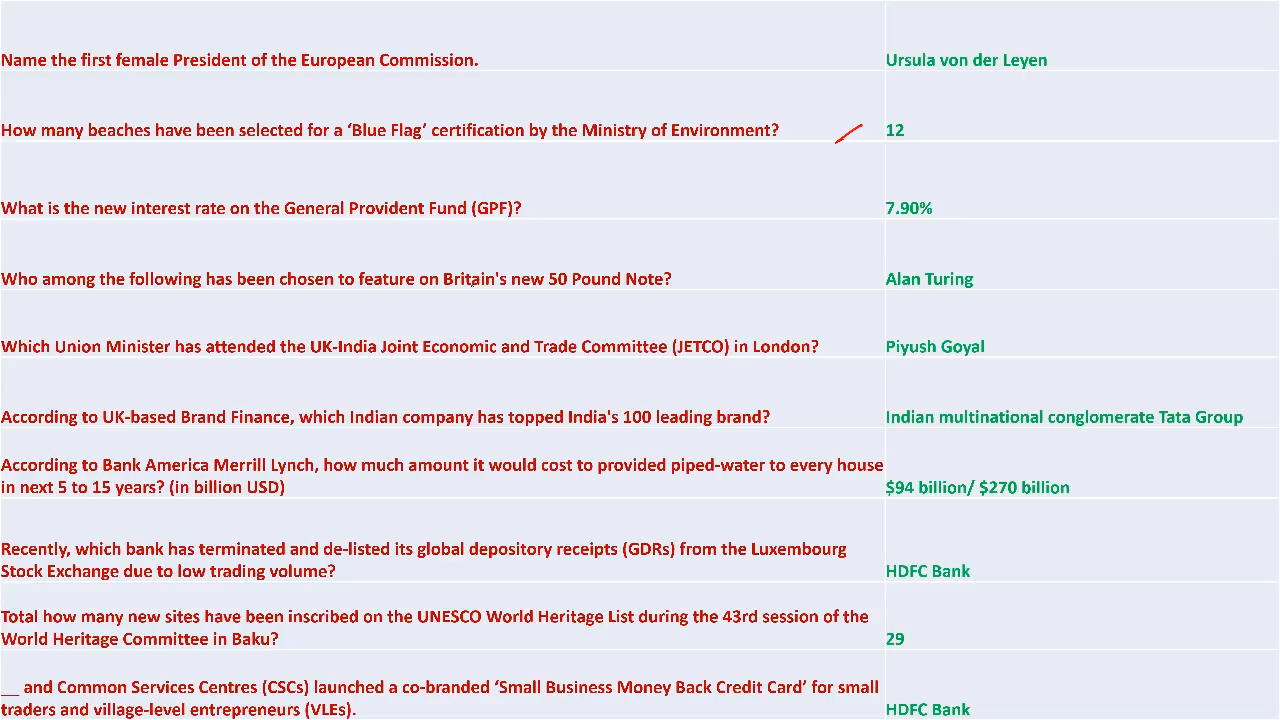 Name the first female President of the European Commission. Ursula von der Leyen
How many beaches have been selected for a ‘Blue Flag’ certification by the Ministry of Environment? 12
What is the new interest rate on the General Provident Fund (GPF)? 7.90%
Who among the following has been chosen to feature on Britain's new 50 Pound Note? Alan Turing
Which Union Minister has attended the UK-India Joint Economic and Trade Committee (JETCO) in London? Piyush Goyal
According to UK-based Brand Finance, which Indian company has topped India's 100 leading brand? Indian multinational conglomerate Tata Group
According to Bank America Merrill Lynch, how much amount it would cost to provided piped-water to every house
in next 5 to 15 years? (in billion USD) $94 billion/ $270 billion
Recently, which bank has terminated and de-listed its global depository receipts (GDRs) from the Luxembourg
Stock Exchange due to low trading volume? HDFC Bank
Total how many new sites have been inscribed on the UNESCO World Heritage List during the 43rd session of the
World Heritage Committee in Baku? 29
__ and Common Services Centres (CSCs) launched a co-branded ‘Small Business Money Back Credit Card’ for small
traders and village-level entrepreneurs (VLEs). HDFC Bank